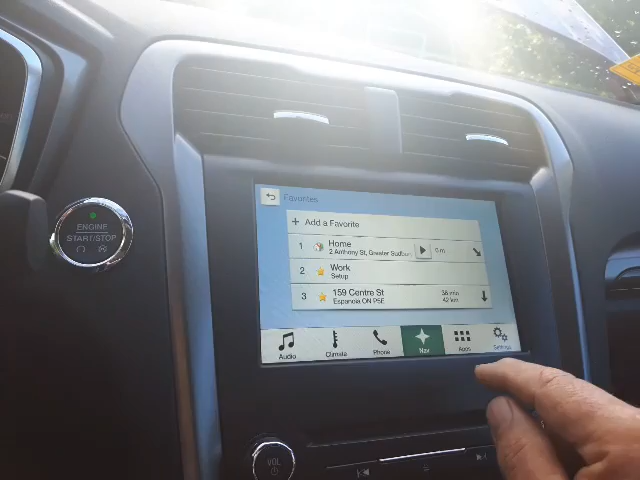 Favorites
+ Add a Favorite
1 Home 0 m
2 Anthony St, Greater Sudbur
2 Work
Setup
3 159 Centre St 38 min
Espanola ON P5E 42 km
Audio Climate Phone Nav Apps Settings
ENGINE
START/STOP
VOL